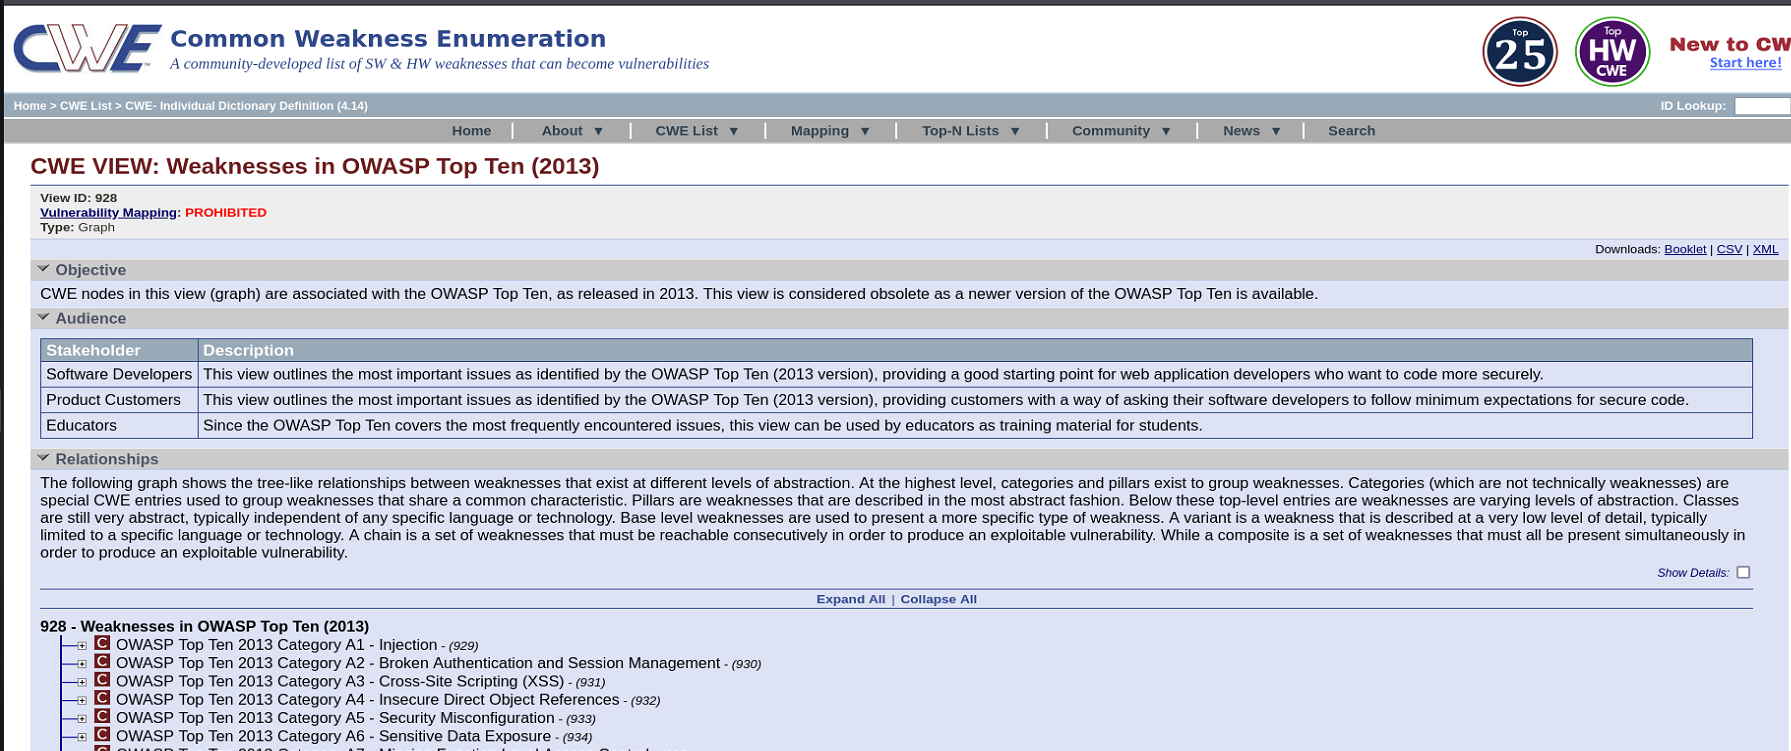 CWE Common Weakness Enumeration
A community-developed list of SW & HW weaknesses that can become vulnerabilities
Top 25
Top HW CWE
New to CW
Start here!
Home > CWE List > CWE- Individual Dictionary Definition (4.14)
ID Lookup:
Home About ▼ CWE List ▼ Mapping ▼ Top-N Lists ▼ Community ▼ News ▼ Search
CWE VIEW: Weaknesses in OWASP Top Ten (2013)
View ID: 928
Vulnerability Mapping: PROHIBITED
Type: Graph
Downloads: Booklet | CSV | XML
Objective
CWE nodes in this view (graph) are associated with the OWASP Top Ten, as released in 2013. This view is considered obsolete as a newer version of the OWASP Top Ten is available.
Audience
Stakeholder Description
Software Developers This view outlines the most important issues as identified by the OWASP Top Ten (2013 version), providing a good starting point for web application developers who want to code more securely.
Product Customers This view outlines the most important issues as identified by the OWASP Top Ten (2013 version), providing customers with a way of asking their software developers to follow minimum expectations for secure code.
Educators Since the OWASP Top Ten covers the most frequently encountered issues, this view can be used by educators as training material for students.
Relationships
The following graph shows the tree-like relationships between weaknesses that exist at different levels of abstraction. At the highest level, categories and pillars exist to group weaknesses. Categories (which are not technically weaknesses) are
special CWE entries used to group weaknesses that share a common characteristic. Pillars are weaknesses that are described in the most abstract fashion. Below these top-level entries are weaknesses are varying levels of abstraction. Classes
are still very abstract, typically independent of any specific language or technology. Base level weaknesses are used to present a more specific type of weakness. A variant is a weakness that is described at a very low level of detail, typically
limited to a specific language or technology. A chain is a set of weaknesses that must be reachable consecutively in order to produce an exploitable vulnerability. While a composite is a set of weaknesses that must all be present simultaneously in
order to produce an exploitable vulnerability.
Show Details:
Expand All | Collapse All
928 - Weaknesses in OWASP Top Ten (2013)
C OWASP Top Ten 2013 Category A1 - Injection - (929)
C OWASP Top Ten 2013 Category A2 - Broken Authentication and Session Management - (930)
C OWASP Top Ten 2013 Category A3 - Cross-Site Scripting (XSS) - (931)
C OWASP Top Ten 2013 Category A4 - Insecure Direct Object References - (932)
C OWASP Top Ten 2013 Category A5 - Security Misconfiguration - (933)
C OWASP Top Ten 2013 Category A6 - Sensitive Data Exposure - (934)